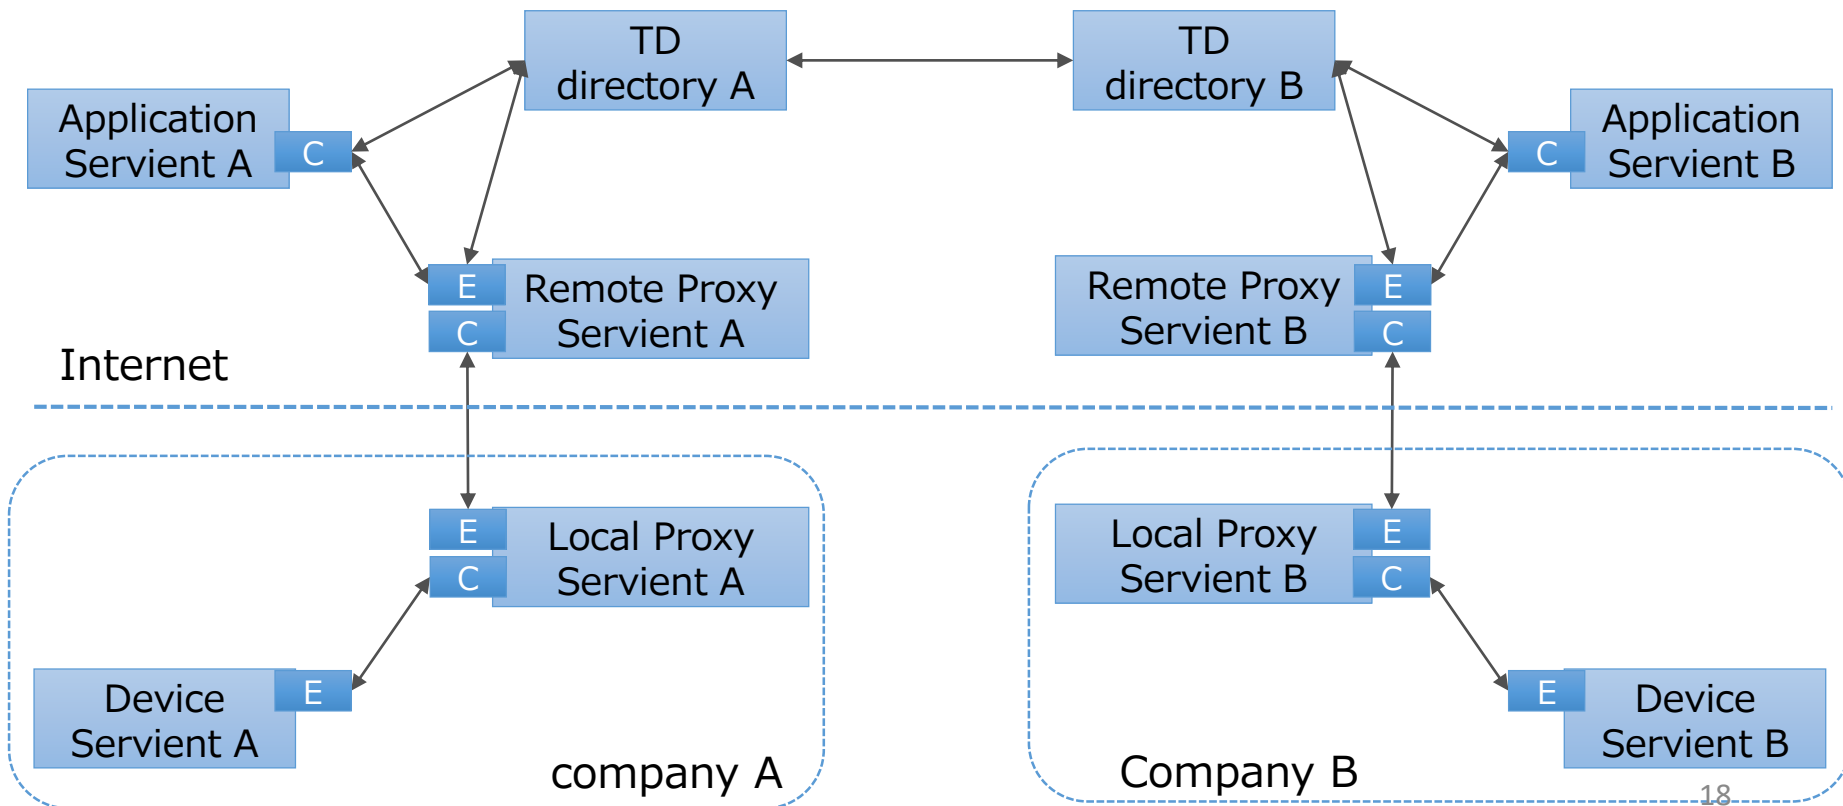 TD
directory A
TD
directory B
Application
Servient A
C
C
Application
Servient B
E
C
Remote Proxy
Servient A
Remote Proxy
Servient B
E
C
Internet
E
C
Local Proxy
Servient A
Local Proxy
Servient B
E
C
Device
Servient A
E
E
Device
Servient B
company A
Company B
18